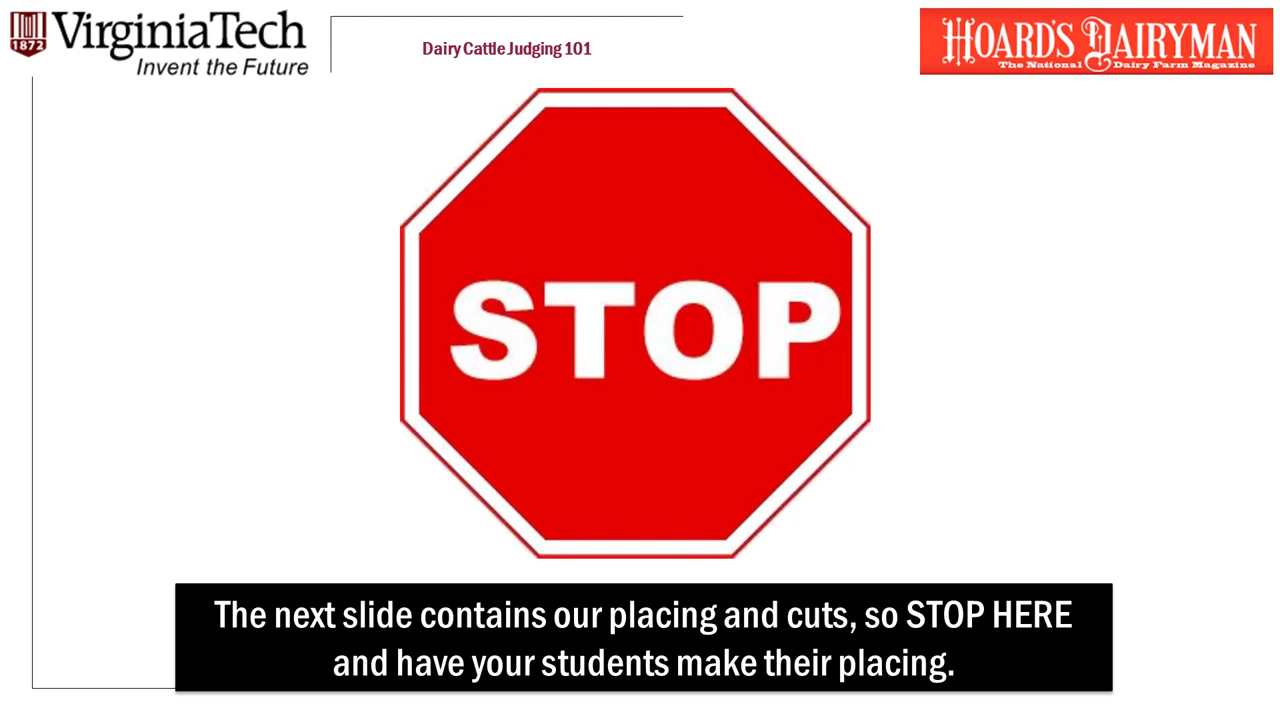 VirginiaTech
1872
Invent the Future
Dairy Cattle Judging 101
HOARD'S DAIRYMAN
The National Dairy Farm Magazine
STOP
The next slide contains our placing and cuts, so STOP HERE
and have your students make their placing.